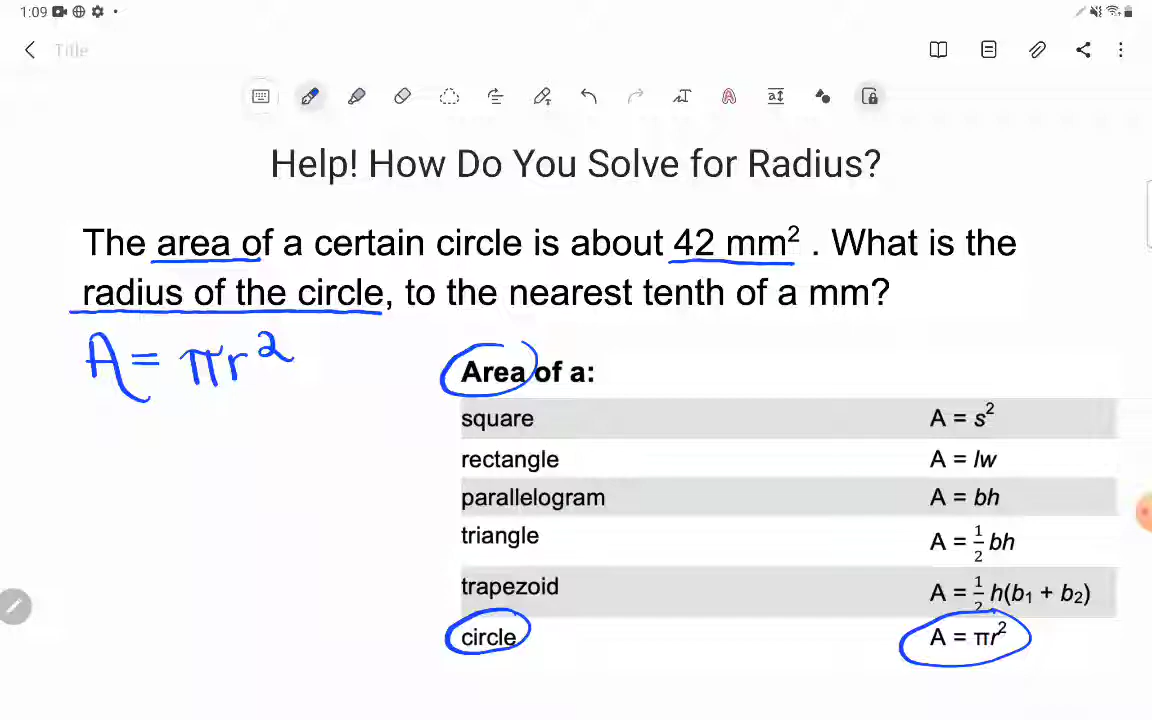 1:09
Title
Help! How Do You Solve for Radius?
The area of a certain circle is about 42 mm² . What is the
radius of the circle, to the nearest tenth of a mm?
A = πr²
Area of a:
square A = s²
rectangle A = lw
parallelogram A = bh
triangle A = ½ bh
trapezoid A = ½ h(b₁ + b₂)
circle A = πr²